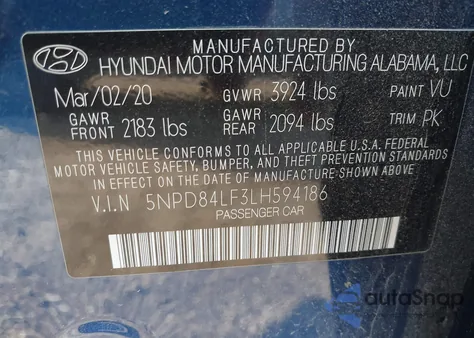 MANUFACTURED BY
HYUNDAI MOTOR MANUFACTURING ALABAMA, LLC
Mar/02/20 GVWR 3924 lbs PAINT VU
GAWR FRONT 2183 lbs GAWR REAR 2094 lbs TRIM PK
THIS VEHICLE CONFORMS TO ALL APPLICABLE U.S.A. FEDERAL
MOTOR VEHICLE SAFETY, BUMPER, AND THEFT PREVENTION STANDARDS
IN EFFECT ON THE DATE OF MANUFACTURE SHOWN ABOVE.
V.I.N 5NPD84LF3LH594186
PASSENGER CAR
autoSnap